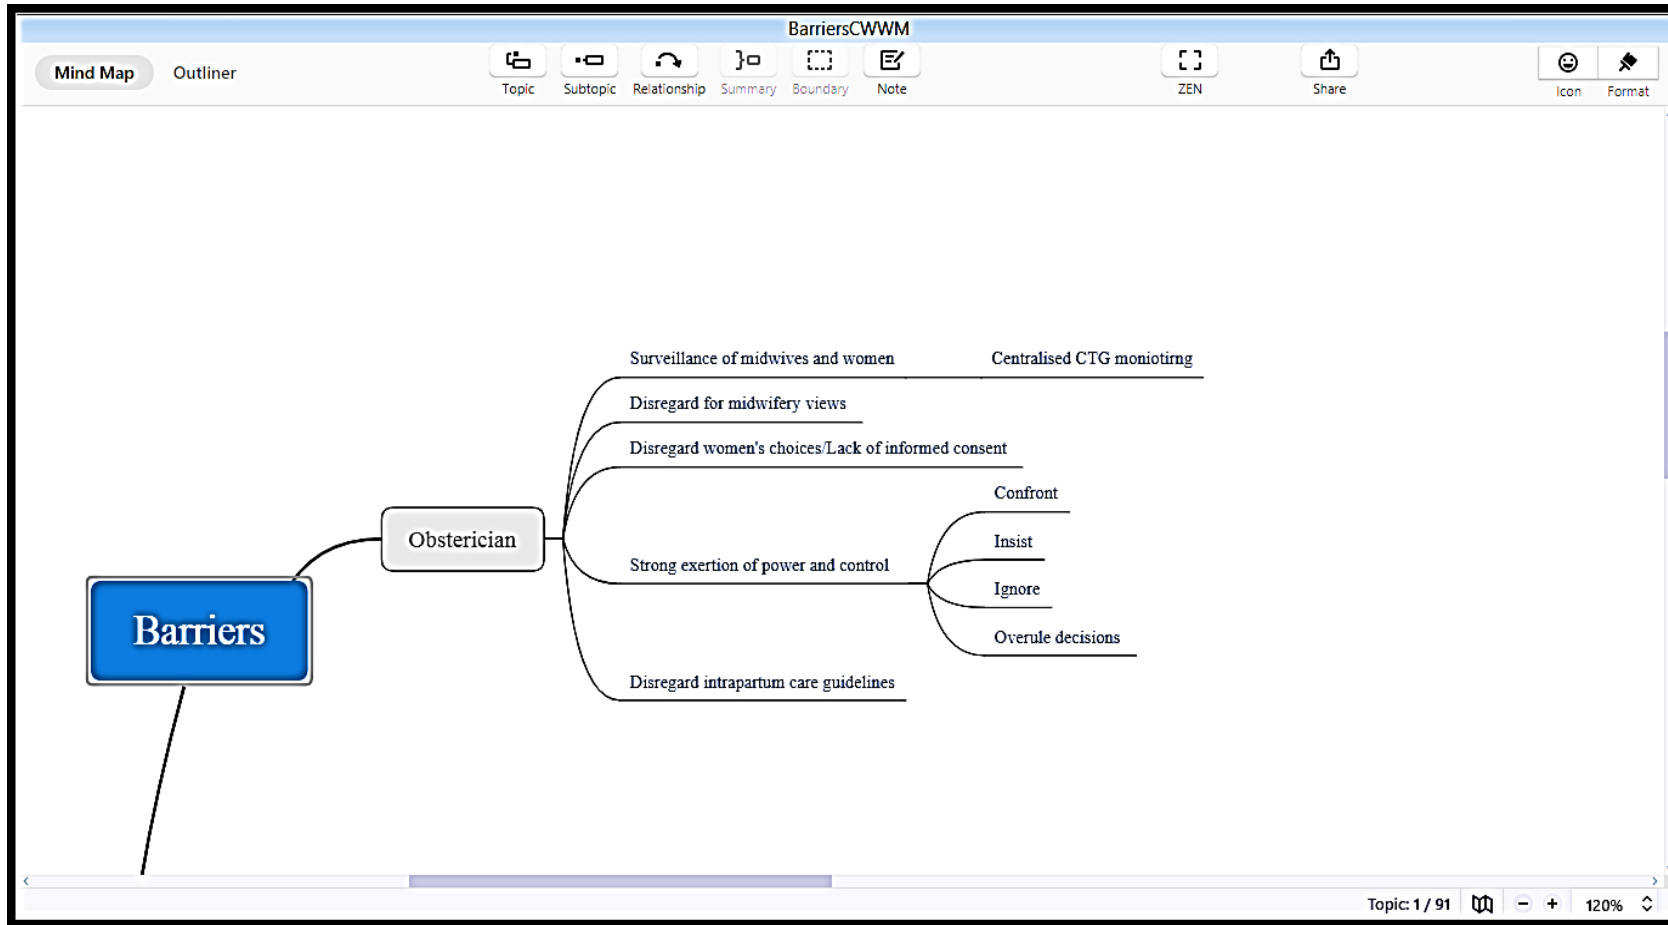 BarriersCWWM
Mind Map Outliner
Topic Subtopic Relationship Summary Boundary Note ZEN Share Icon Format
Surveillance of midwives and women Centralised CTG moniotirng
Disregard for midwifery views
Disregard women's choices/Lack of informed consent
Confront
Obsterician
Insist
Strong exertion of power and control
Ignore
Barriers
Overule decisions
Disregard intrapartum care guidelines
Topic: 1 / 91 120%